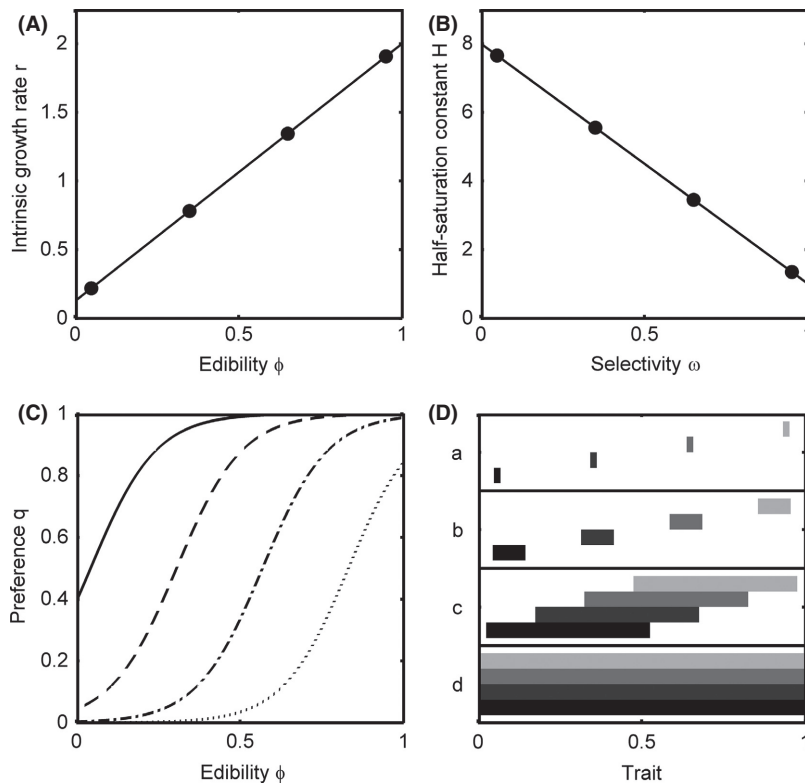 (A)
Intrinsic growth rate r
2
1.5
1
0.5
0
0 0.5 1
Edibility ϕ
(B)
Half-saturation constant H
8
6
4
2
0
0 0.5 1
Selectivity ω
(C)
Preference q
1
0.8
0.6
0.4
0.2
0
0 0.5 1
Edibility ϕ
(D)
a
b
c
d
0 0.5 1
Trait